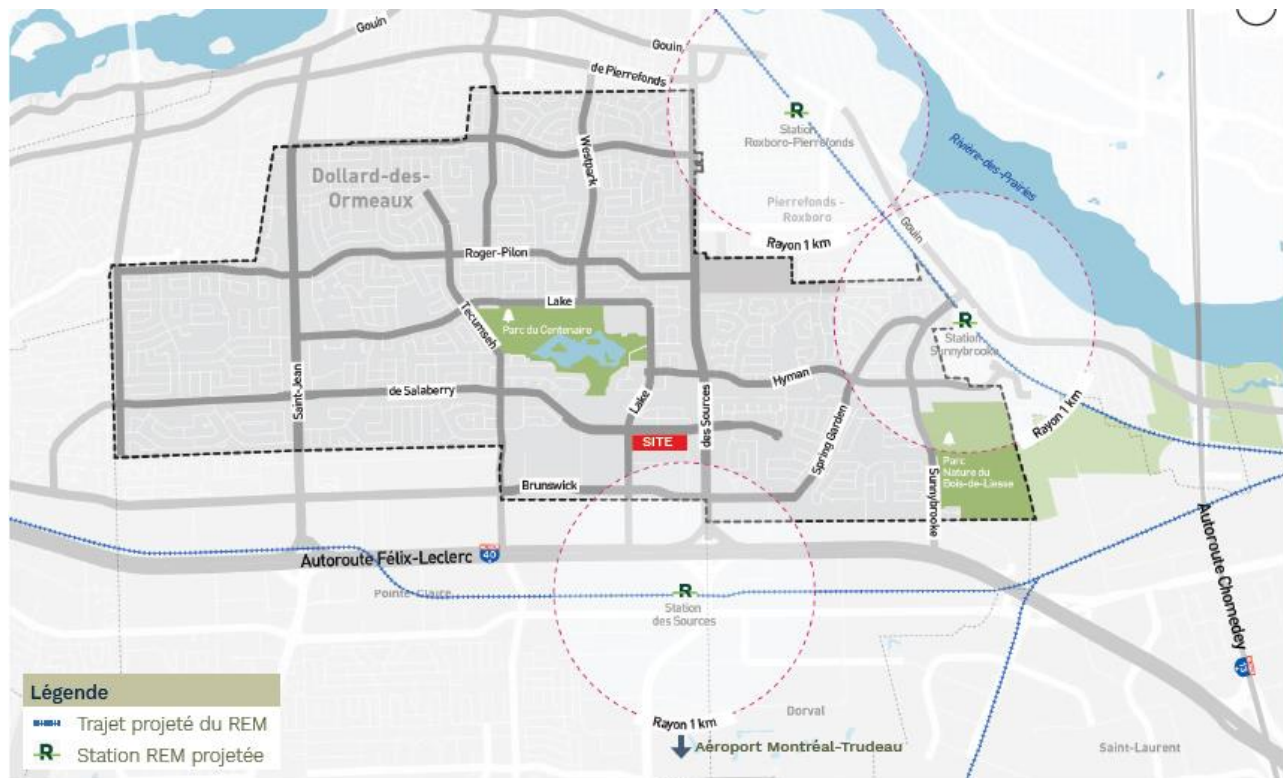 Gouin
Gouin
de Pierrefonds
Westpark
R
Station
Roxboro-Pierrefonds
Rivière-des-Prairies
Dollard-des-
Ormeaux
Pierrefonds -
Roxboro
Gouin
Rayon 1 km
Roger-Pilon
Lake
Tecumseh
Parc du Centenaire
R
Station
Sunnybrooke
Saint-Jean
de Salaberry
Lake
des Sources
Hyman
Rayon 1 km
SITE
Spring Garden
Parc
Nature du
Bois-de-Liesse
Brunswick
Sunnybrooke
Autoroute Félix-Leclerc
40
Autoroute Chomedey
13
Pointe-Claire
R
Station
des Sources
Rayon 1 km
Dorval
Aéroport Montréal-Trudeau
Saint-Laurent
Légende
Trajet projeté du REM
R
Station REM projetée